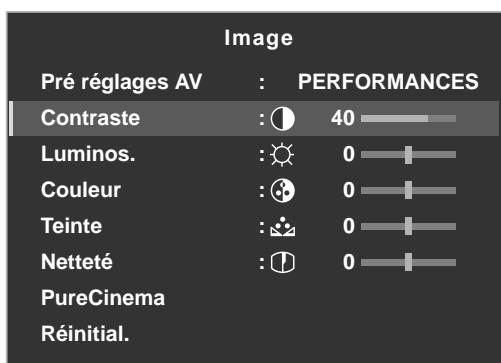 Image
Pré réglages AV : PERFORMANCES
Contraste : 40
Luminos. : 0
Couleur : 0
Teinte : 0
Netteté : 0
PureCinema
Réinitial.